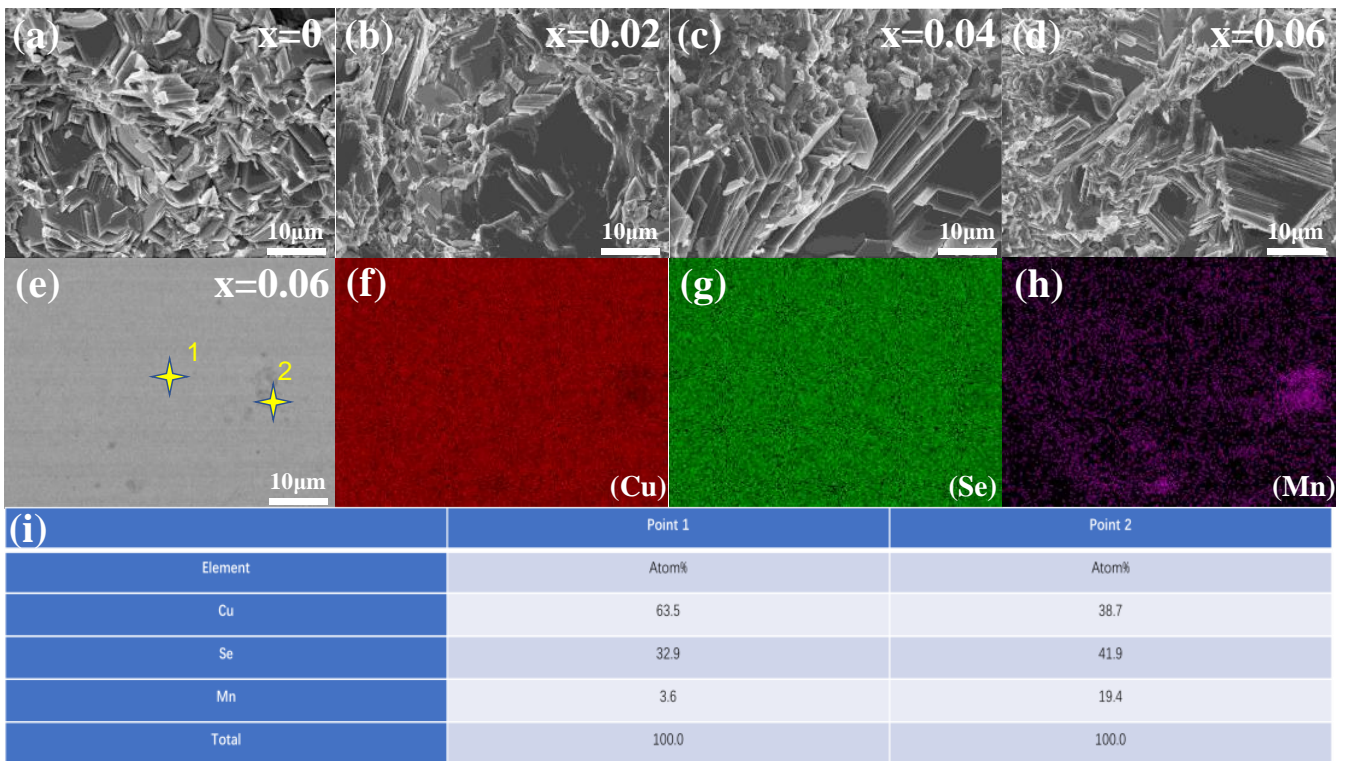 (a) x=0
(b) x=0.02
(c) x=0.04
(d) x=0.06
10μm
10μm
10μm
10μm
(e) x=0.06
(f)
(g)
(h)
1
2
10μm
(Cu)
(Se)
(Mn)
(i) Point 1 Point 2
Element Atom% Atom%
Cu 63.5 38.7
Se 32.9 41.9
Mn 3.6 19.4
Total 100.0 100.0